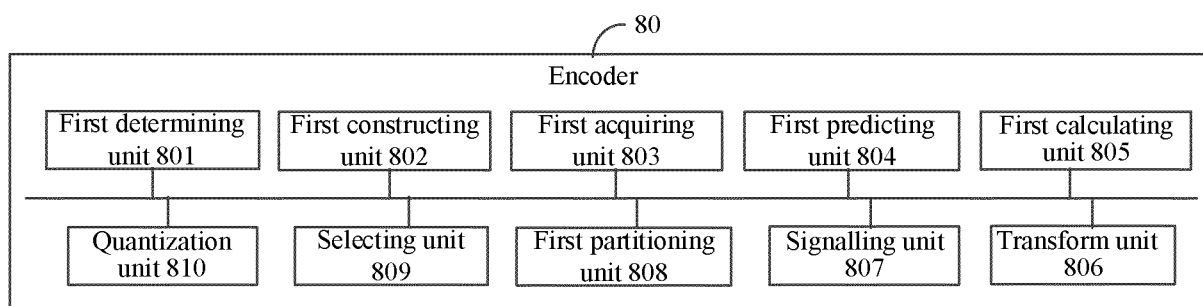 80
Encoder
First determining
unit 801
First constructing
unit 802
First acquiring
unit 803
First predicting
unit 804
First calculating
unit 805
Quantization
unit 810
Selecting unit
809
First partitioning
unit 808
Signalling unit
807
Transform unit
806